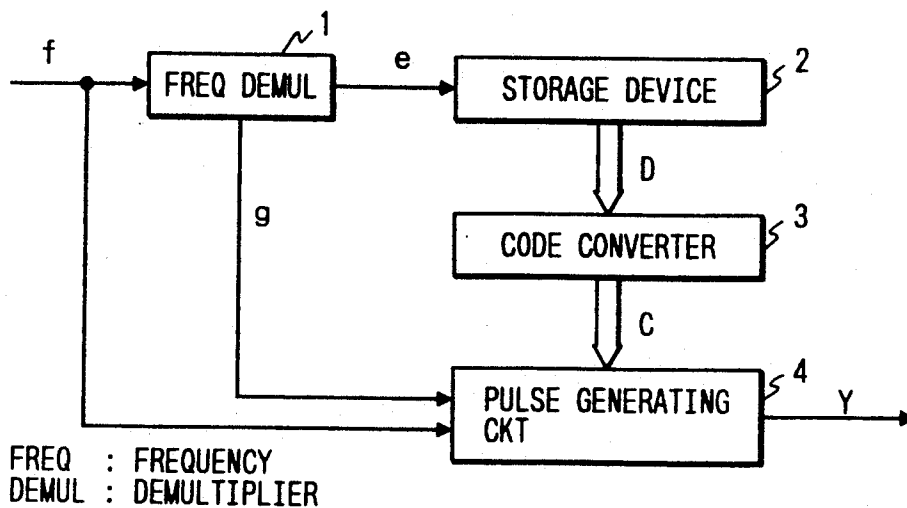 1
f
FREQ DEMUL
e
STORAGE DEVICE
2
D
g
CODE CONVERTER
3
C
PULSE GENERATING
CKT
4
Y
FREQ : FREQUENCY
DEMUL : DEMULTIPLIER